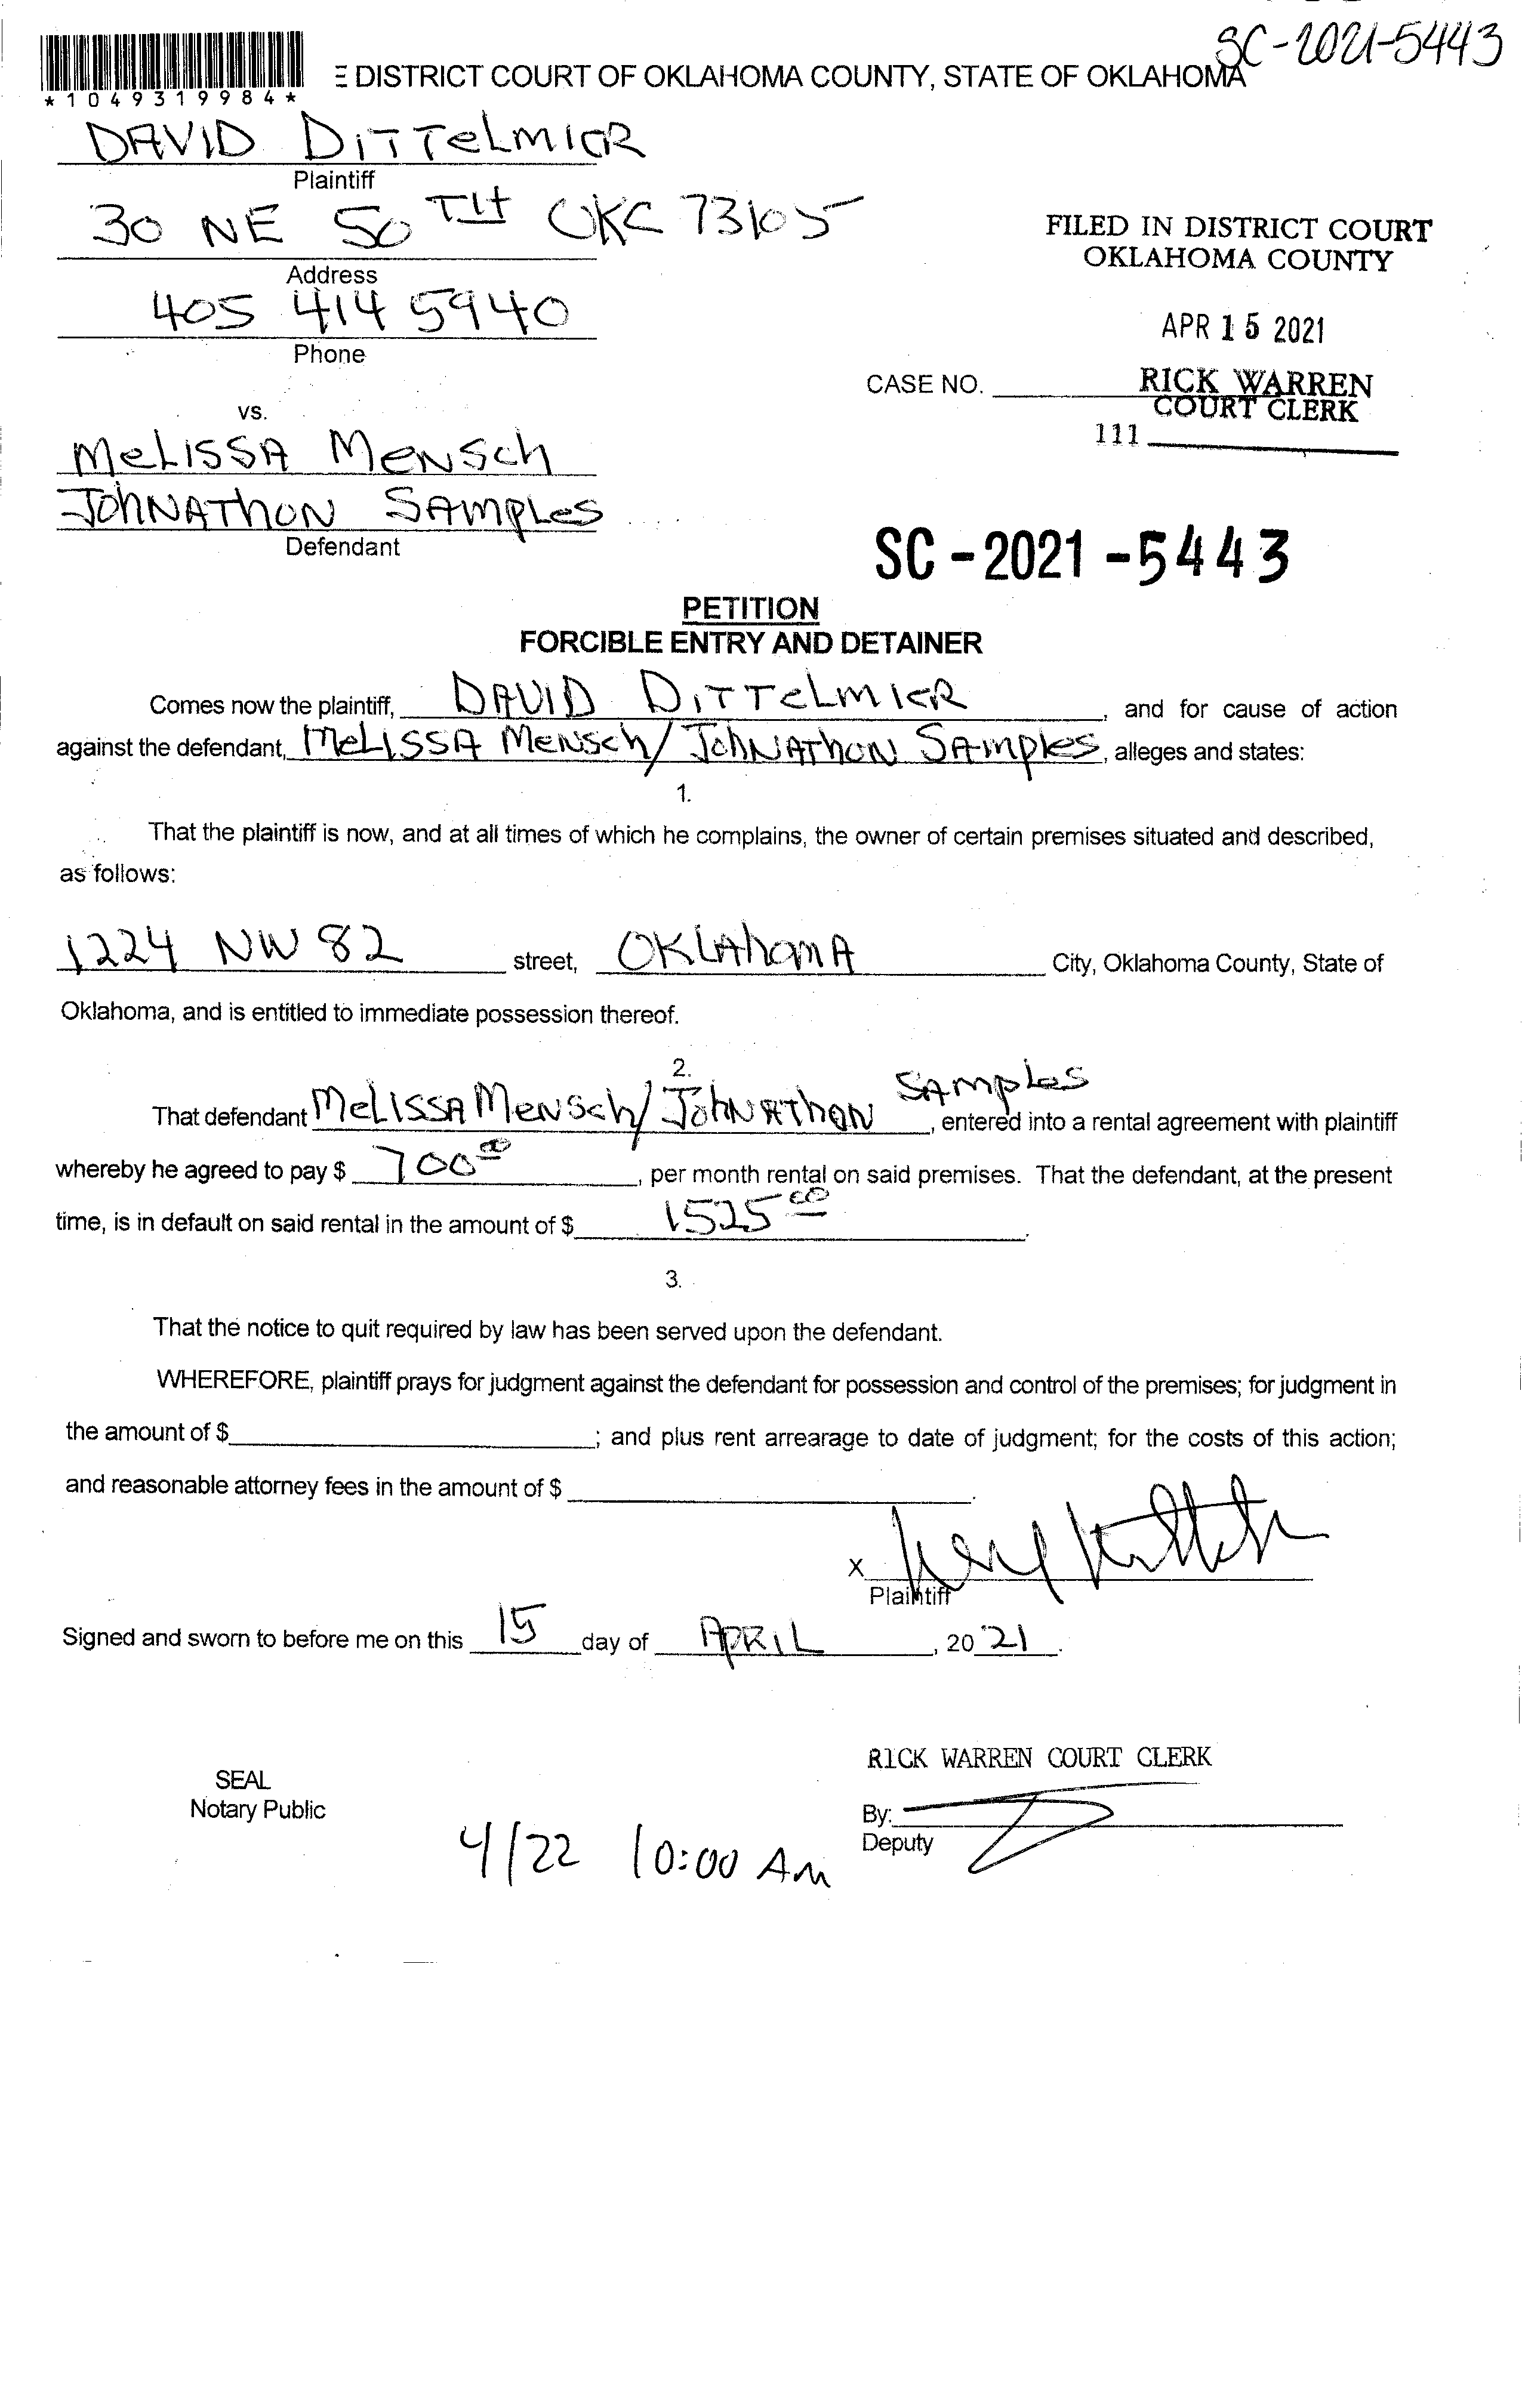 SC-2021-5443
*1049319984*
E DISTRICT COURT OF OKLAHOMA COUNTY, STATE OF OKLAHOMA
DAVID DITTELMIER
Plaintiff
30 NE 50 TH OKC 73105
Address
405 414 5940
Phone
FILED IN DISTRICT COURT
OKLAHOMA COUNTY
APR 15 2021
CASE NO.
RICK WARREN
COURT CLERK
111
vs.
MELISSA MENSCh
JOhNAThON SAMPLeS
Defendant
SC-2021-5443
PETITION
FORCIBLE ENTRY AND DETAINER
Comes now the plaintiff, DAVID DITTELMIER, and for cause of action
against the defendant, MELISSA MENSCh/JOhNAThON SAMPLeS, alleges and states:
1.
That the plaintiff is now, and at all times of which he complains, the owner of certain premises situated and described,
as follows:
1224 NW 82 street, OKLAhOMA City, Oklahoma County, State of
Oklahoma, and is entitled to immediate possession thereof.
2.
That defendant MELISSA MENSCh/JOhNAThON SAMPLeS, entered into a rental agreement with plaintiff
whereby he agreed to pay $ 700 00, per month rental on said premises. That the defendant, at the present
time, is in default on said rental in the amount of $ 1525 00.
3.
That the notice to quit required by law has been served upon the defendant.
WHEREFORE, plaintiff prays for judgment against the defendant for possession and control of the premises; for judgment in
the amount of $ ; and plus rent arrearage to date of judgment; for the costs of this action;
and reasonable attorney fees in the amount of $ .
X
Plaintiff
Signed and sworn to before me on this 15 day of APRIL, 20 21.
RICK WARREN COURT CLERK
SEAL
Notary Public
By:
Deputy
4/22 10:00 AM